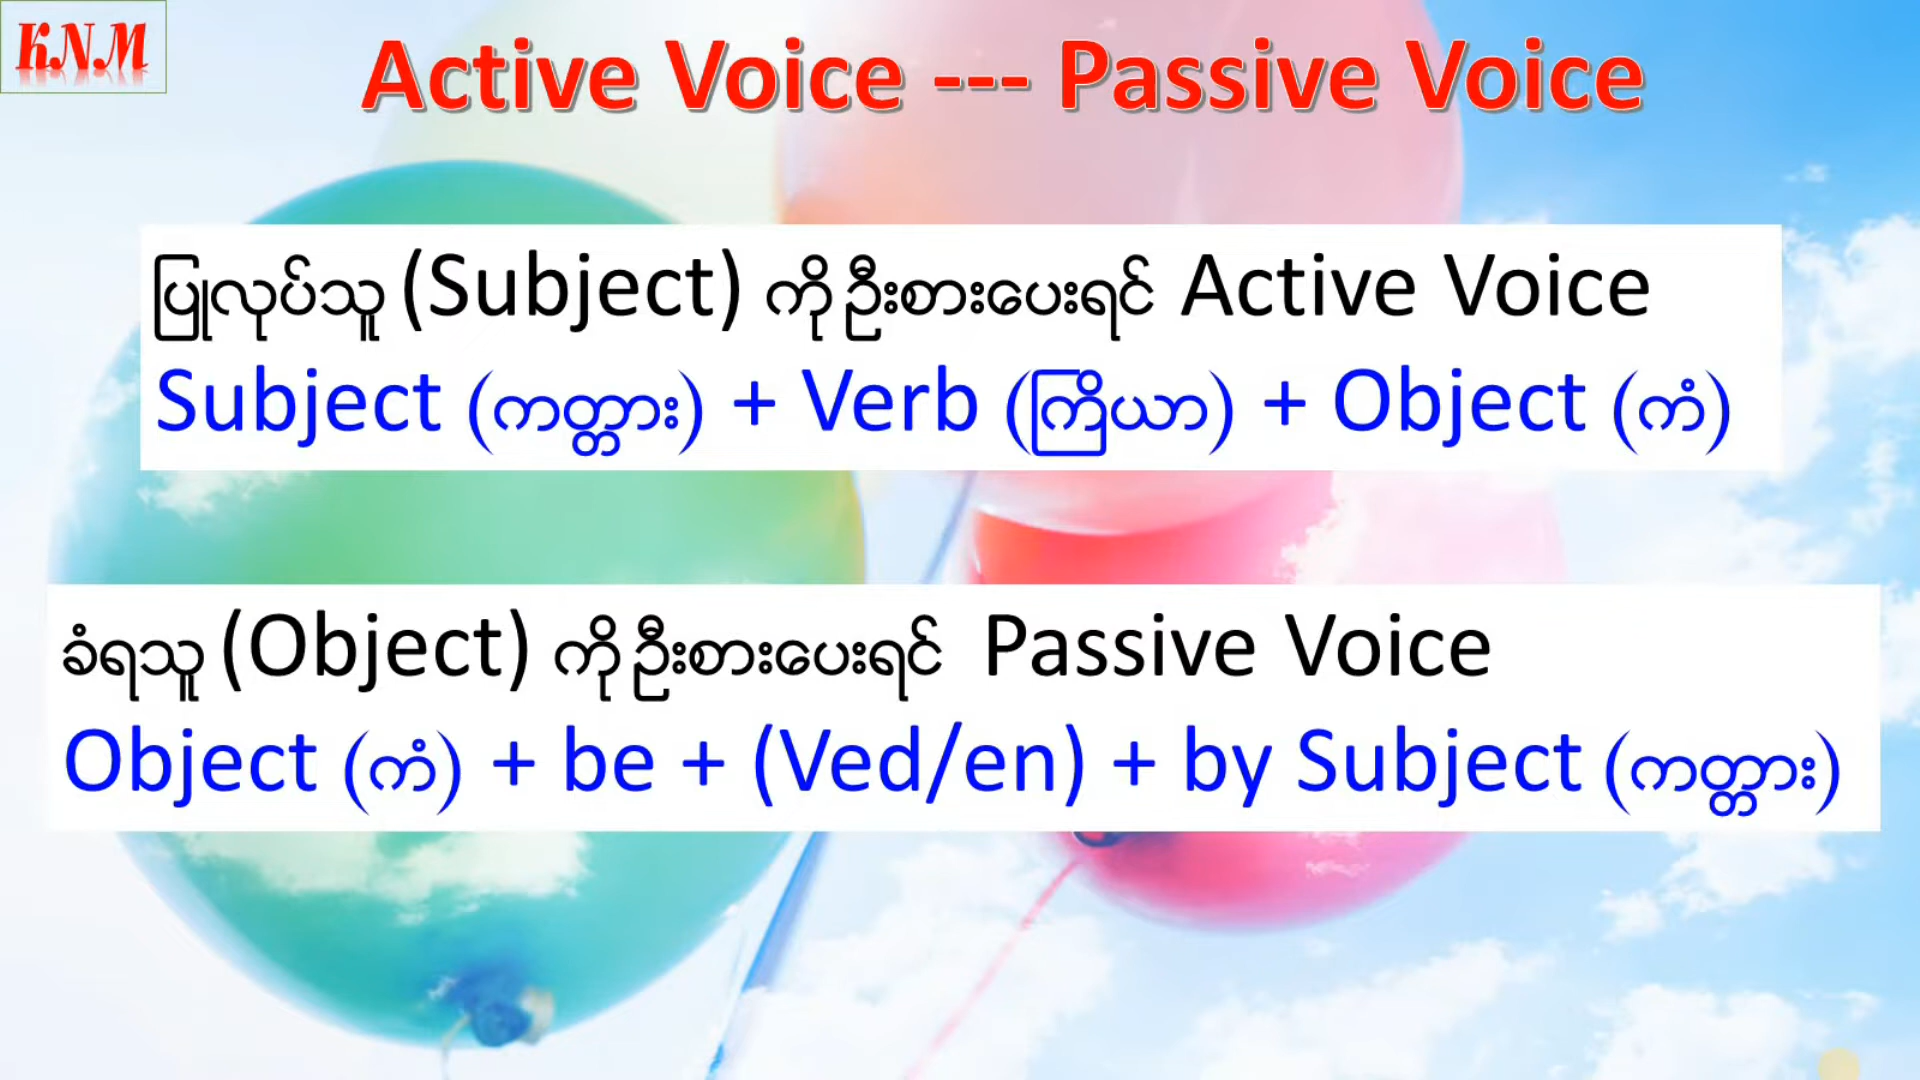 KNM
Active Voice --- Passive Voice
ပြုလုပ်သူ (Subject) ကို ဦးစားပေးရင် Active Voice
Subject (ကတ္တား) + Verb (ကြိယာ) + Object (ကံ)
ခံရသူ (Object) ကို ဦးစားပေးရင် Passive Voice
Object (ကံ) + be + (Ved/en) + by Subject (ကတ္တား)